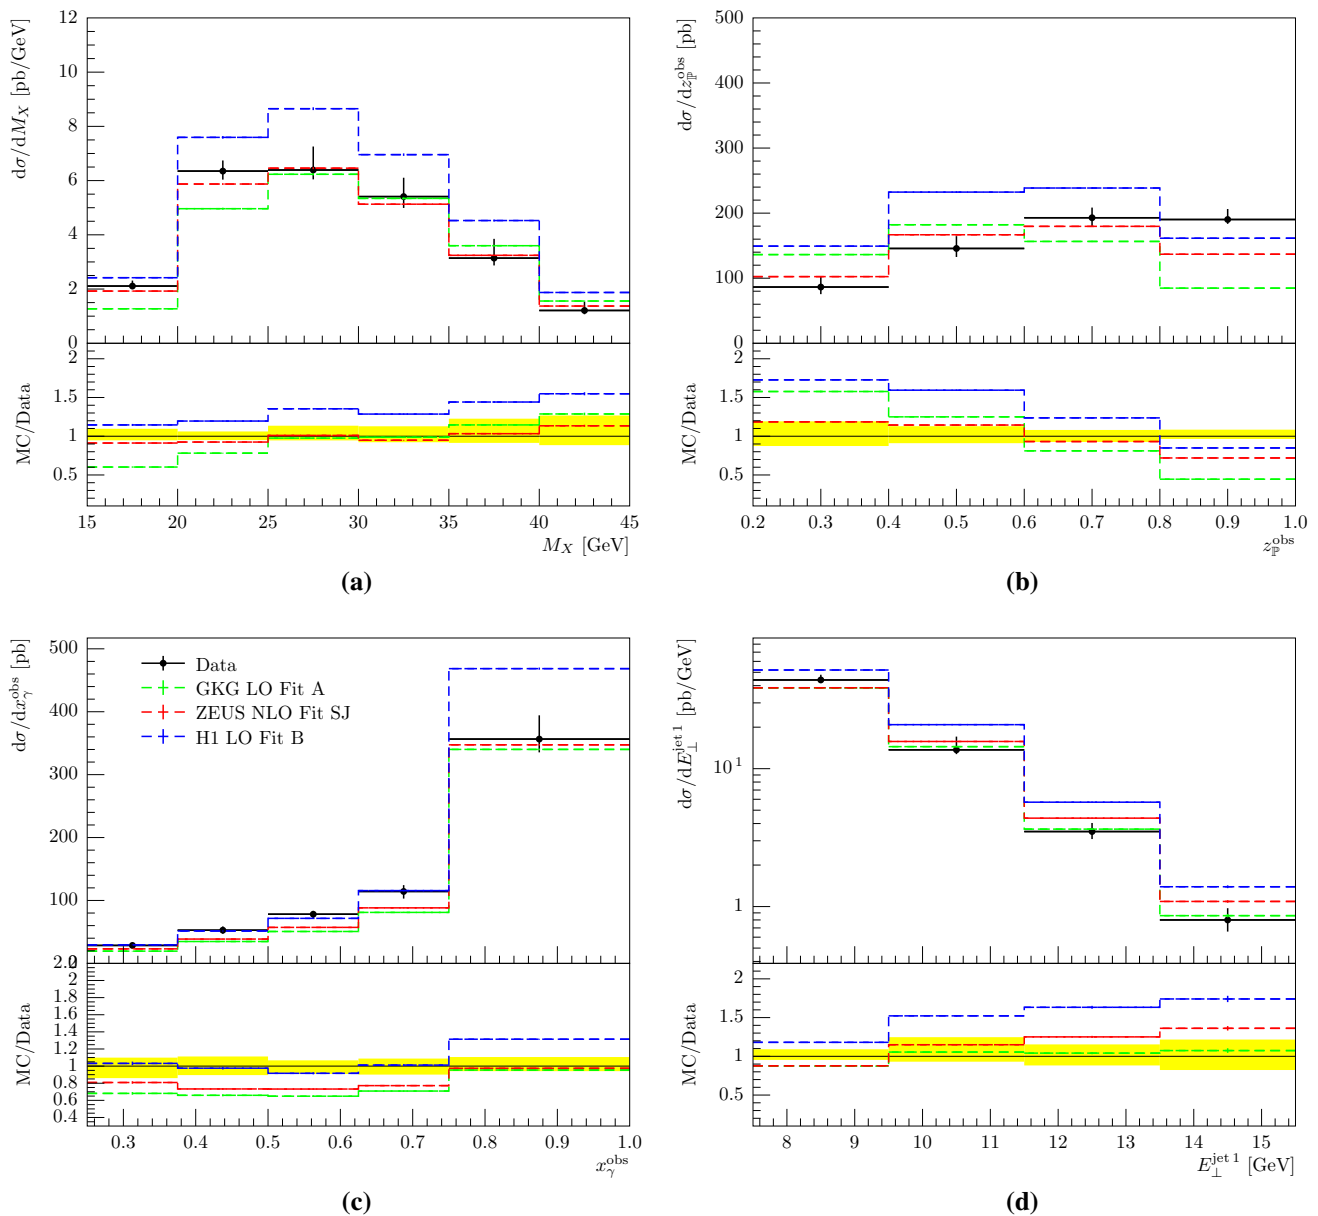 dσ/dM_X [pb/GeV]
12
10
8
6
4
2
0
MC/Data
2
1.5
1
0.5
15 20 25 30 35 40 45
M_X [GeV]
(a)
dσ/dz_ℙ^obs [pb]
500
400
300
200
100
0
MC/Data
2
1.5
1
0.5
0.2 0.3 0.4 0.5 0.6 0.7 0.8 0.9 1.0
z_ℙ^obs
(b)
dσ/dx_γ^obs [pb]
500
400
300
200
100
0
Data
GKG LO Fit A
ZEUS NLO Fit SJ
H1 LO Fit B
MC/Data
2.2
2
1.8
1.6
1.4
1.2
1
0.8
0.6
0.4
0.3 0.4 0.5 0.6 0.7 0.8 0.9 1.0
x_γ^obs
(c)
dσ/dE_⊥^jet 1 [pb/GeV]
10^1
1
MC/Data
2
1.5
1
0.5
8 9 10 11 12 13 14 15
E_⊥^jet 1 [GeV]
(d)